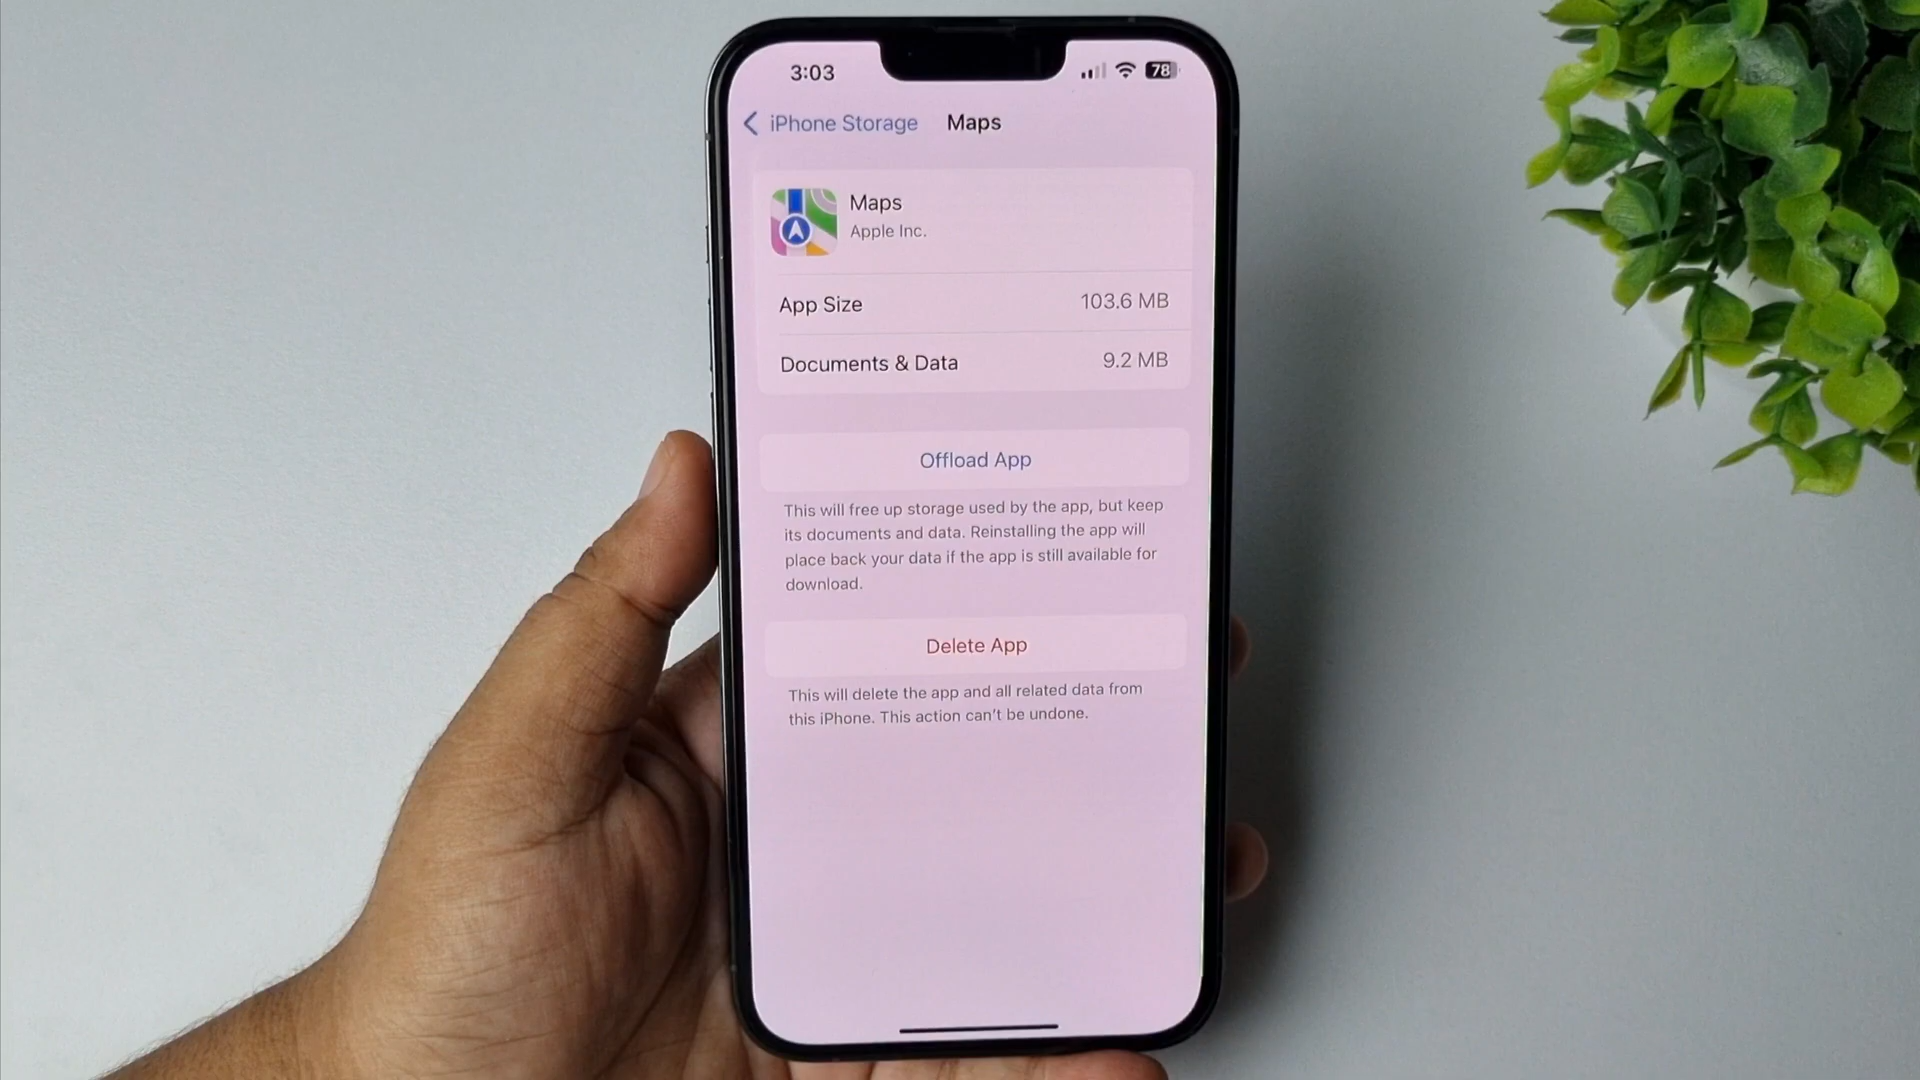 3:03
78
iPhone Storage Maps
Maps
Apple Inc.
App Size 103.6 MB
Documents & Data 9.2 MB
Offload App
This will free up storage used by the app, but keep
its documents and data. Reinstalling the app will
place back your data if the app is still available for
download.
Delete App
This will delete the app and all related data from
this iPhone. This action can't be undone.